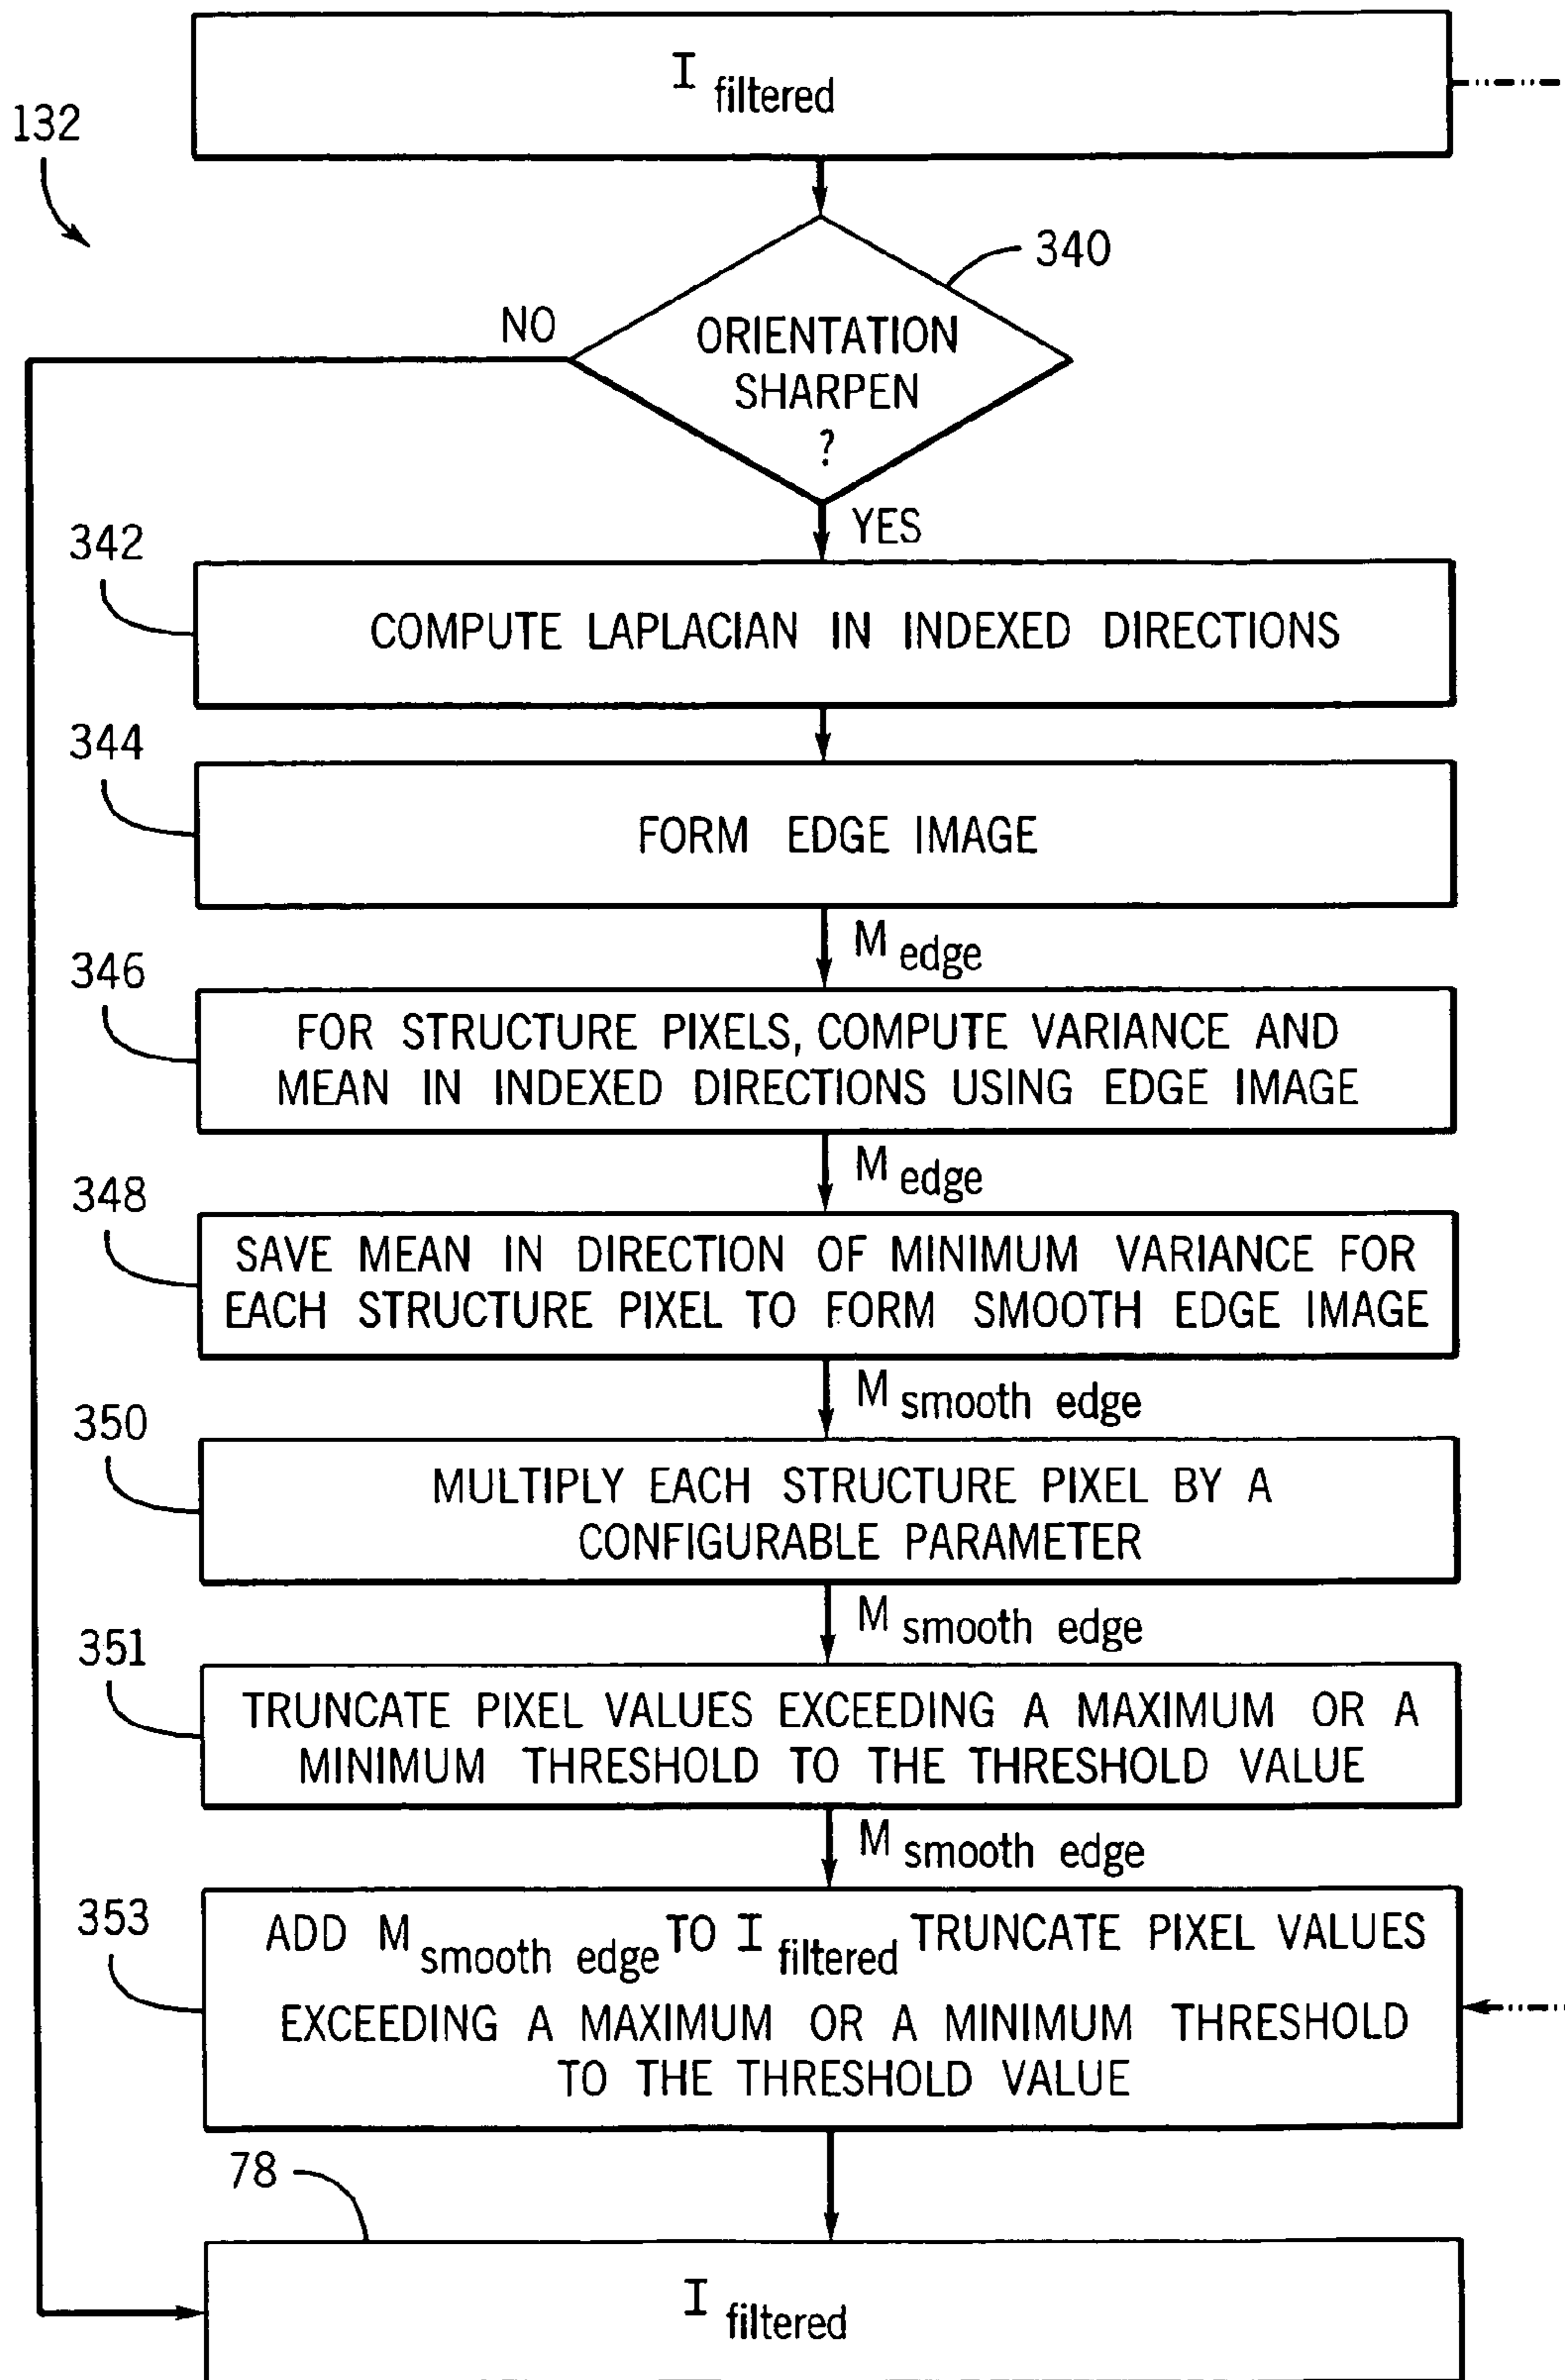 I filtered
132
340
NO
ORIENTATION
SHARPEN
?
YES
342
COMPUTE LAPLACIAN IN INDEXED DIRECTIONS
344
FORM EDGE IMAGE
M edge
346
FOR STRUCTURE PIXELS, COMPUTE VARIANCE AND
MEAN IN INDEXED DIRECTIONS USING EDGE IMAGE
M edge
348
SAVE MEAN IN DIRECTION OF MINIMUM VARIANCE FOR
EACH STRUCTURE PIXEL TO FORM SMOOTH EDGE IMAGE
M smooth edge
350
MULTIPLY EACH STRUCTURE PIXEL BY A
CONFIGURABLE PARAMETER
M smooth edge
351
TRUNCATE PIXEL VALUES EXCEEDING A MAXIMUM OR A
MINIMUM THRESHOLD TO THE THRESHOLD VALUE
M smooth edge
353
ADD M smooth edge TO I filtered TRUNCATE PIXEL VALUES
EXCEEDING A MAXIMUM OR A MINIMUM THRESHOLD
TO THE THRESHOLD VALUE
78
I filtered